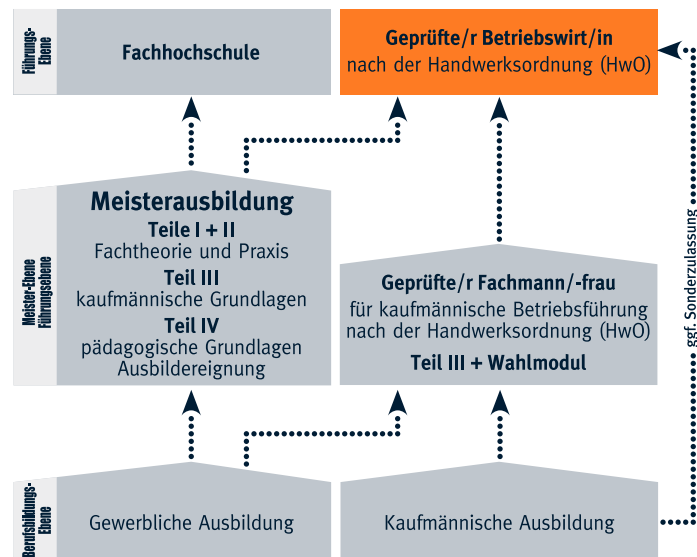 Führungs-
Ebene
Fachhochschule
Geprüfte/r Betriebswirt/in
nach der Handwerksordnung (HwO)
Meister-Ebene
Führungsebene
Meisterausbildung
Teile I + II
Fachtheorie und Praxis
Teil III
kaufmännische Grundlagen
Teil IV
pädagogische Grundlagen
Ausbildereignung
Geprüfte/r Fachmann/-frau
für kaufmännische Betriebsführung
nach der Handwerksordnung (HwO)
Teil III + Wahlmodul
ggf. Sonderzulassung
Berufsbildungs-
Ebene
Gewerbliche Ausbildung
Kaufmännische Ausbildung